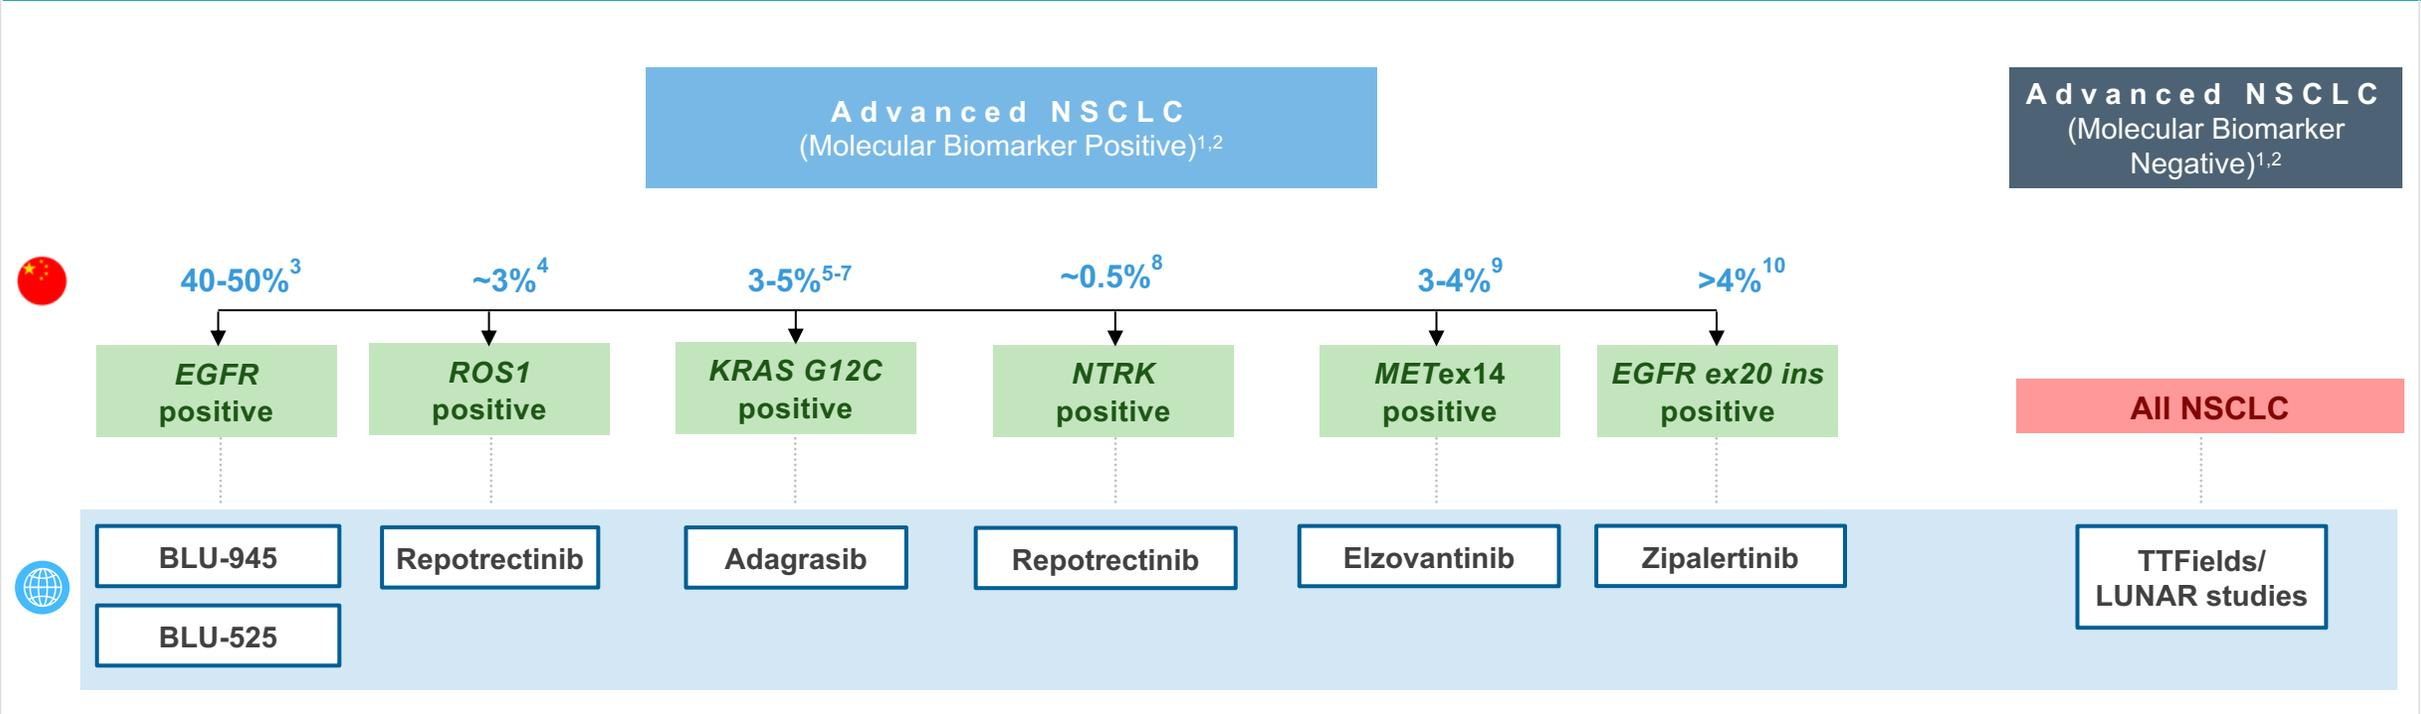 Advanced NSCLC
(Molecular Biomarker Positive)1,2
Advanced NSCLC
(Molecular Biomarker
Negative)1,2
40-50%3
~3%4
3-5%5-7
~0.5%8
3-4%9
>4%10
EGFR
positive
ROS1
positive
KRAS G12C
positive
NTRK
positive
METex14
positive
EGFR ex20 ins
positive
All NSCLC
BLU-945
BLU-525
Repotrectinib
Adagrasib
Repotrectinib
Elzovantinib
Zipalertinib
TTFields/
LUNAR studies